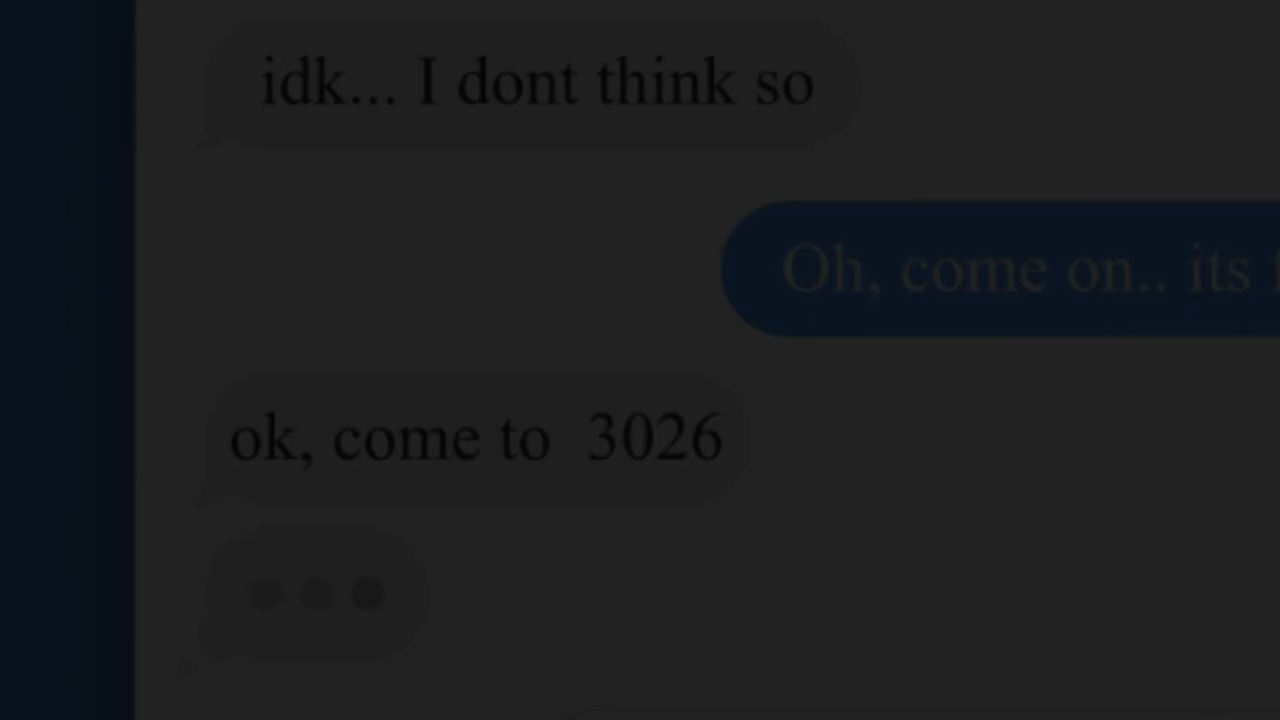 idk... I dont think so
Oh, come on.. its
ok, come to 3026